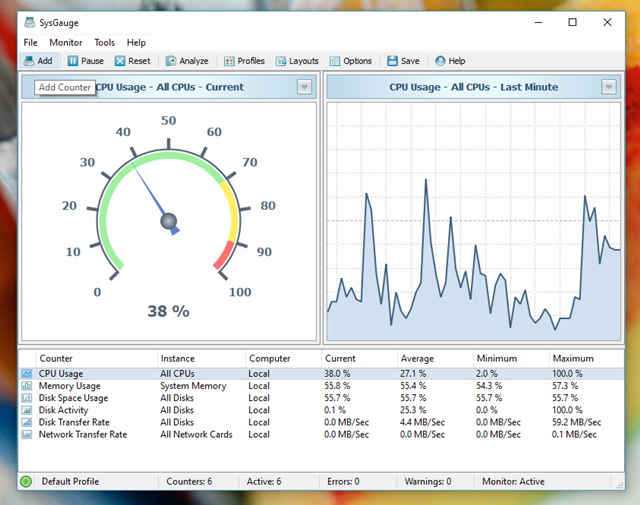 SysGauge
File Monitor Tools Help
Add Pause Reset Analyze Profiles Layouts Options Save Help
CPU Usage - All CPUs - Current
Add Counter
CPU Usage - All CPUs - Last Minute
50
40 60
30 70
20 80
10 90
0 100
38 %
Counter Instance Computer Current Average Minimum Maximum
CPU Usage All CPUs Local 38.0 % 27.1 % 2.0 % 100.0 %
Memory Usage System Memory Local 55.8 % 55.4 % 54.3 % 57.3 %
Disk Space Usage All Disks Local 55.7 % 55.7 % 55.7 % 55.7 %
Disk Activity All Disks Local 0.1 % 25.3 % 0.0 % 100.0 %
Disk Transfer Rate All Disks Local 0.0 MB/Sec 4.4 MB/Sec 0.0 MB/Sec 59.2 MB/Sec
Network Transfer Rate All Network Cards Local 0.0 MB/Sec 0.0 MB/Sec 0.0 MB/Sec 0.1 MB/Sec
Default Profile Counters: 6 Active: 6 Errors: 0 Warnings: 0 Monitor: Active